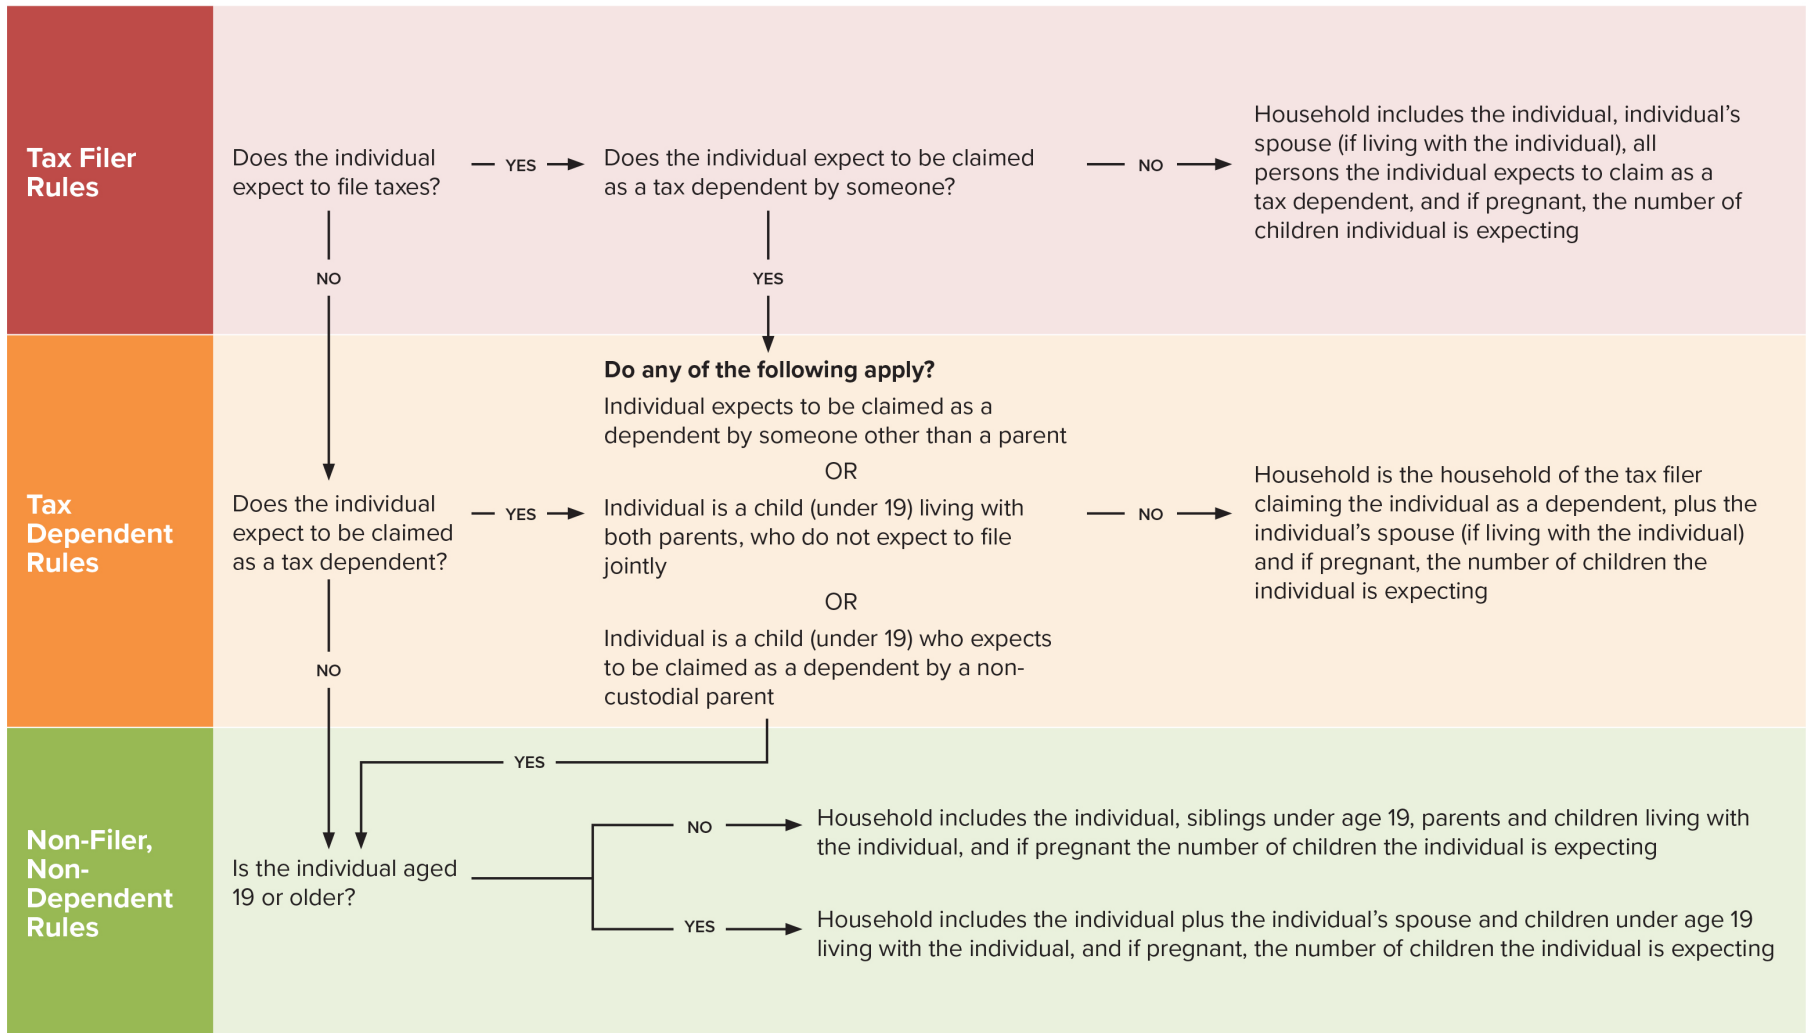 Tax Filer
Rules
Does the individual
expect to file taxes?
YES
Does the individual expect to be claimed
as a tax dependent by someone?
NO
Household includes the individual, individual’s
spouse (if living with the individual), all
persons the individual expects to claim as a
tax dependent, and if pregnant, the number of
children individual is expecting
NO
YES
Tax
Dependent
Rules
Does the individual
expect to be claimed
as a tax dependent?
YES
Do any of the following apply?
Individual expects to be claimed as a
dependent by someone other than a parent
OR
Individual is a child (under 19) living with
both parents, who do not expect to file
jointly
OR
Individual is a child (under 19) who expects
to be claimed as a dependent by a non-
custodial parent
NO
Household is the household of the tax filer
claiming the individual as a dependent, plus the
individual’s spouse (if living with the individual)
and if pregnant, the number of children the
individual is expecting
NO
YES
Non-Filer,
Non-
Dependent
Rules
Is the individual aged
19 or older?
NO
Household includes the individual, siblings under age 19, parents and children living with
the individual, and if pregnant the number of children the individual is expecting
YES
Household includes the individual plus the individual’s spouse and children under age 19
living with the individual, and if pregnant, the number of children the individual is expecting